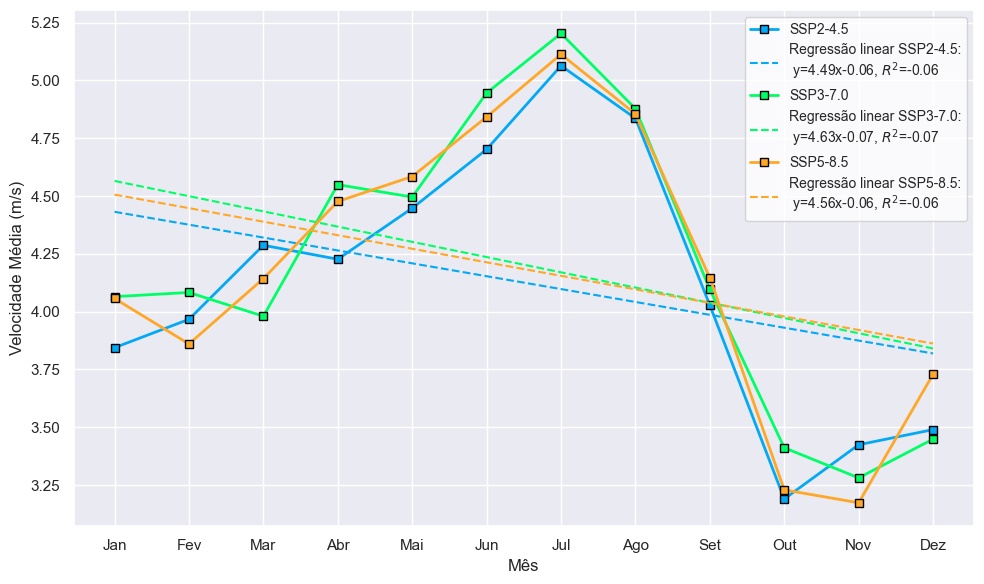 5.25
5.00
4.75
4.50
4.25
4.00
3.75
3.50
3.25
Velocidade Média (m/s)
Jan Fev Mar Abr Mai Jun Jul Ago Set Out Nov Dez
Mês
SSP2-4.5
Regressão linear SSP2-4.5:
y=4.49x-0.06, R²=-0.06
SSP3-7.0
Regressão linear SSP3-7.0:
y=4.63x-0.07, R²=-0.07
SSP5-8.5
Regressão linear SSP5-8.5:
y=4.56x-0.06, R²=-0.06